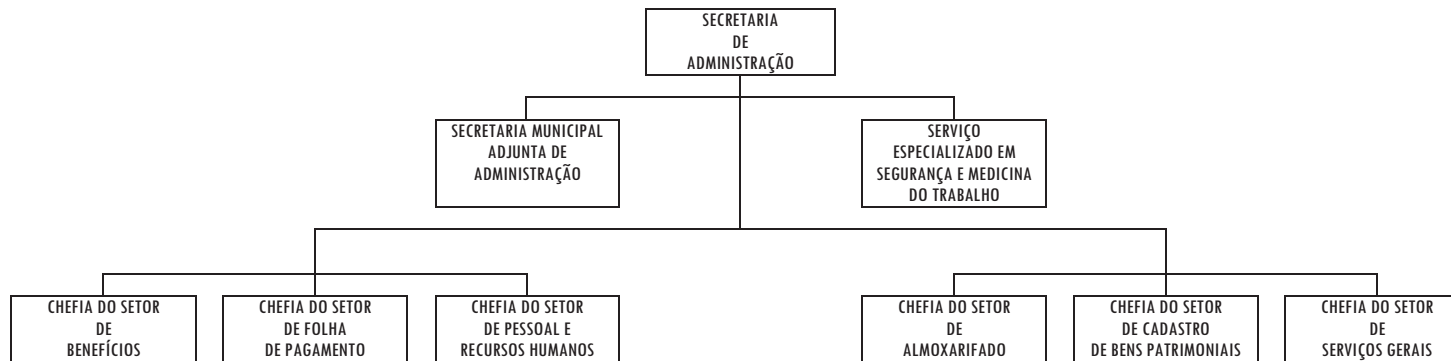 SECRETARIA
DE
ADMINISTRAÇÃO
SECRETARIA MUNICIPAL
ADJUNTA DE
ADMINISTRAÇÃO
SERVIÇO
ESPECIALIZADO EM
SEGURANÇA E MEDICINA
DO TRABALHO
CHEFIA DO SETOR
DE
BENEFÍCIOS
CHEFIA DO SETOR
DE FOLHA
DE PAGAMENTO
CHEFIA DO SETOR
DE PESSOAL E
RECURSOS HUMANOS
CHEFIA DO SETOR
DE
ALMOXARIFADO
CHEFIA DO SETOR
DE CADASTRO
DE BENS PATRIMONIAIS
CHEFIA DO SETOR
DE
SERVIÇOS GERAIS